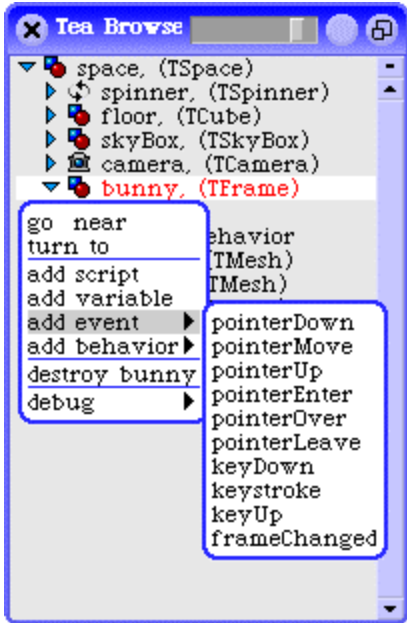 Tea Browse
space, (TSpace)
spinner, (TSpinner)
floor, (TCube)
skyBox, (TSkyBox)
camera, (TCamera)
bunny, (TFrame)
go near
turn to
add script
add variable
add event
add behavior
destroy bunny
debug
(TMesh)
TMesh)
pointerDown
pointerMove
pointerUp
pointerEnter
pointerOver
pointerLeave
keyDown
keystroke
keyUp
frameChanged